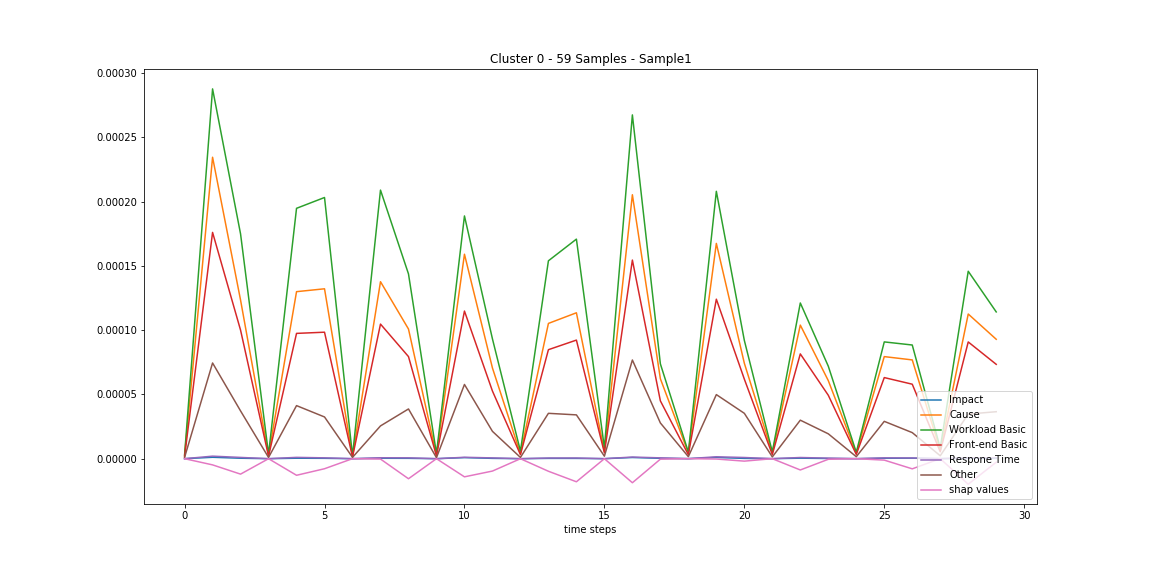 Cluster 0 - 59 Samples - Sample1
0.00030
0.00025
0.00020
0.00015
0.00010
0.00005
0.00000
Impact
Cause
Workload Basic
Front-end Basic
Respone Time
Other
shap values
0 5 10 15 20 25 30
time steps